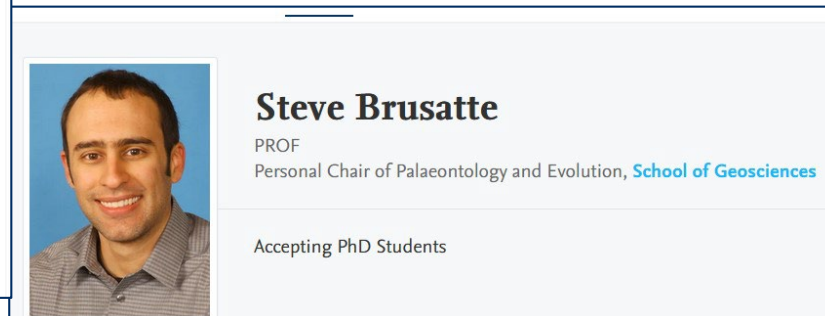 Steve Brusatte
PROF
Personal Chair of Palaeontology and Evolution, School of Geosciences
Accepting PhD Students